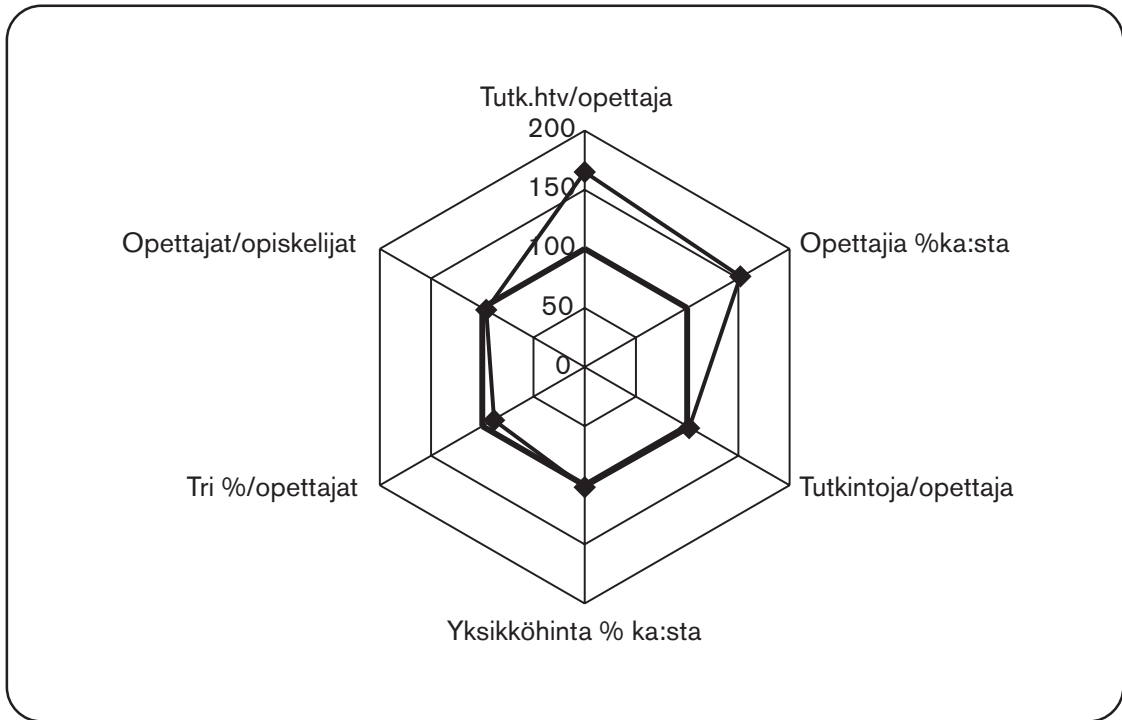 Tutk.htv/opettaja
200
150
Opettajat/opiskelijat
100
Opettajia %ka:sta
50
0
Tri %/opettajat
Tutkintoja/opettaja
Yksikköhinta % ka:sta